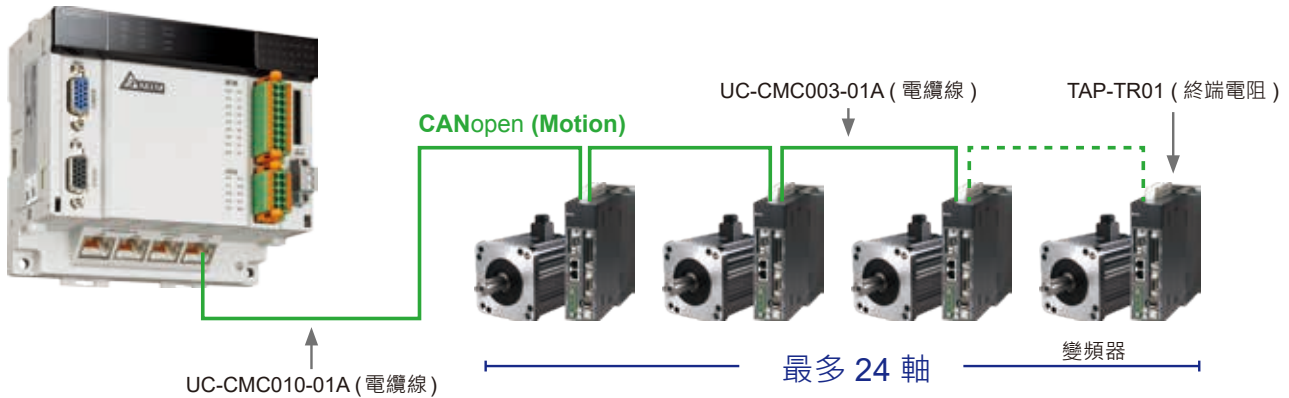 UC-CMC003-01A ( 電纜線 )
TAP-TR01 ( 終端電阻 )
CANopen (Motion)
變頻器
最多 24 軸
UC-CMC010-01A ( 電纜線 )